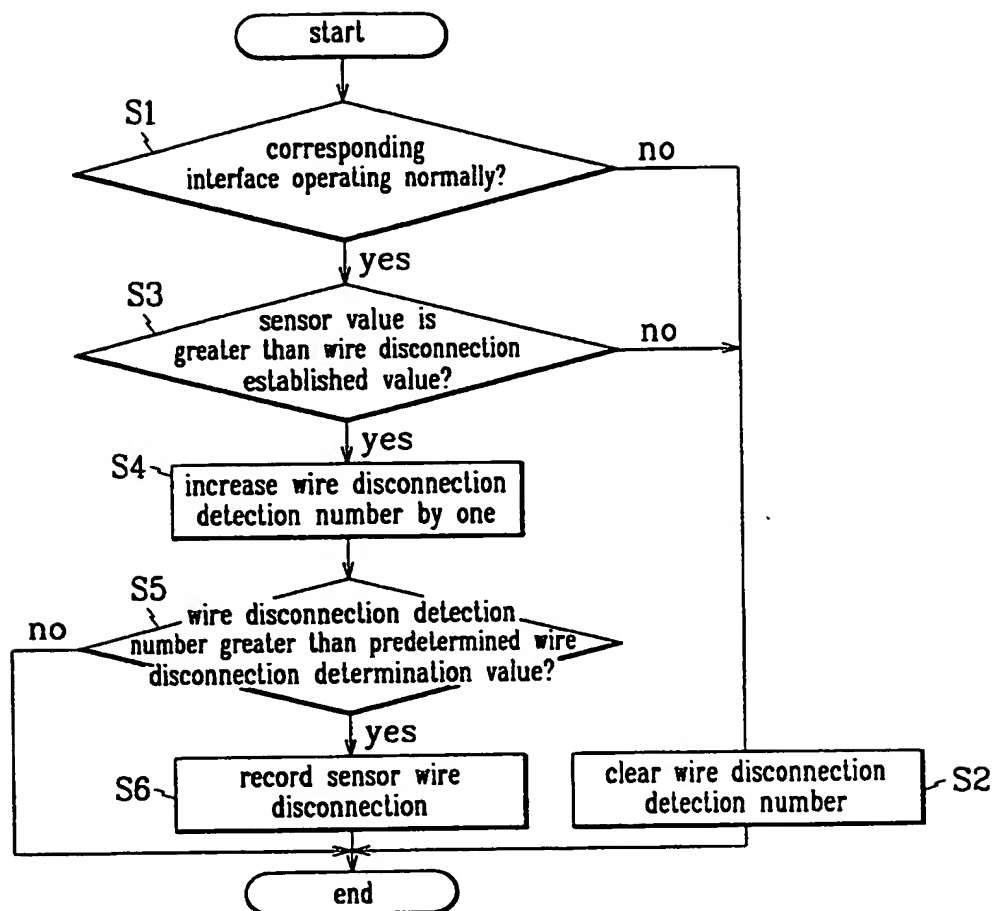 start
S1
corresponding
interface operating normally?
no
yes
S3
sensor value is
greater than wire disconnection
established value?
no
yes
S4
increase wire disconnection
detection number by one
S5
wire disconnection detection
number greater than predetermined wire
disconnection determination value?
no
yes
S6
record sensor wire
disconnection
clear wire disconnection
detection number
S2
end